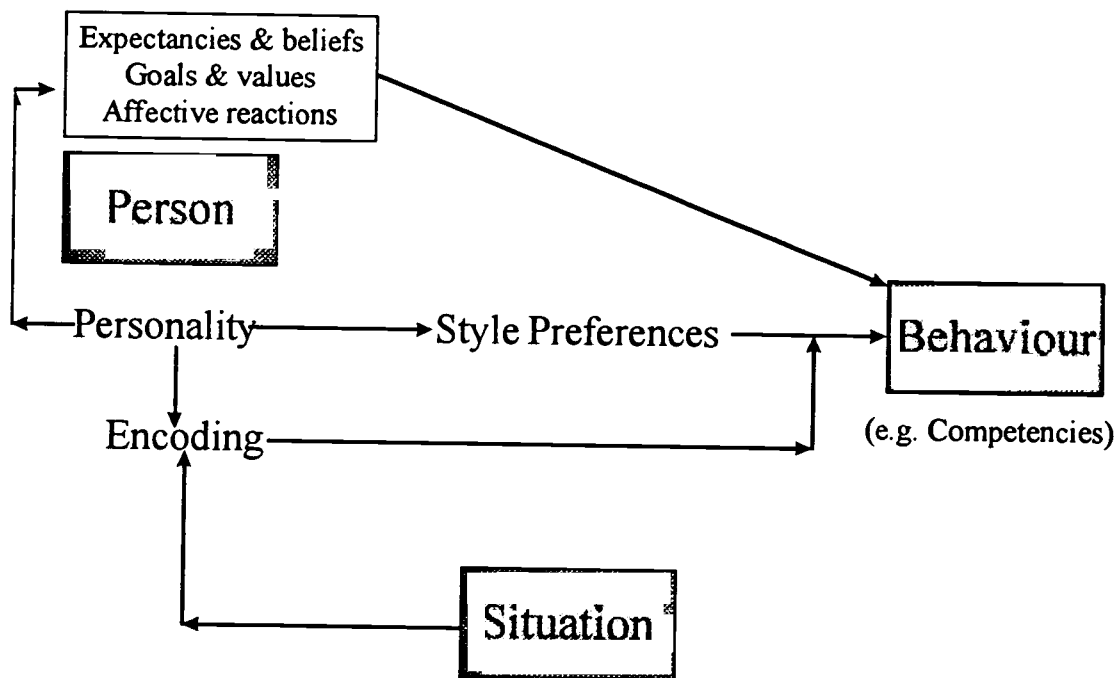 Expectancies & beliefs
Goals & values
Affective reactions
Person
Personality
Style Preferences
Behaviour
(e.g. Competencies)
Encoding
Situation